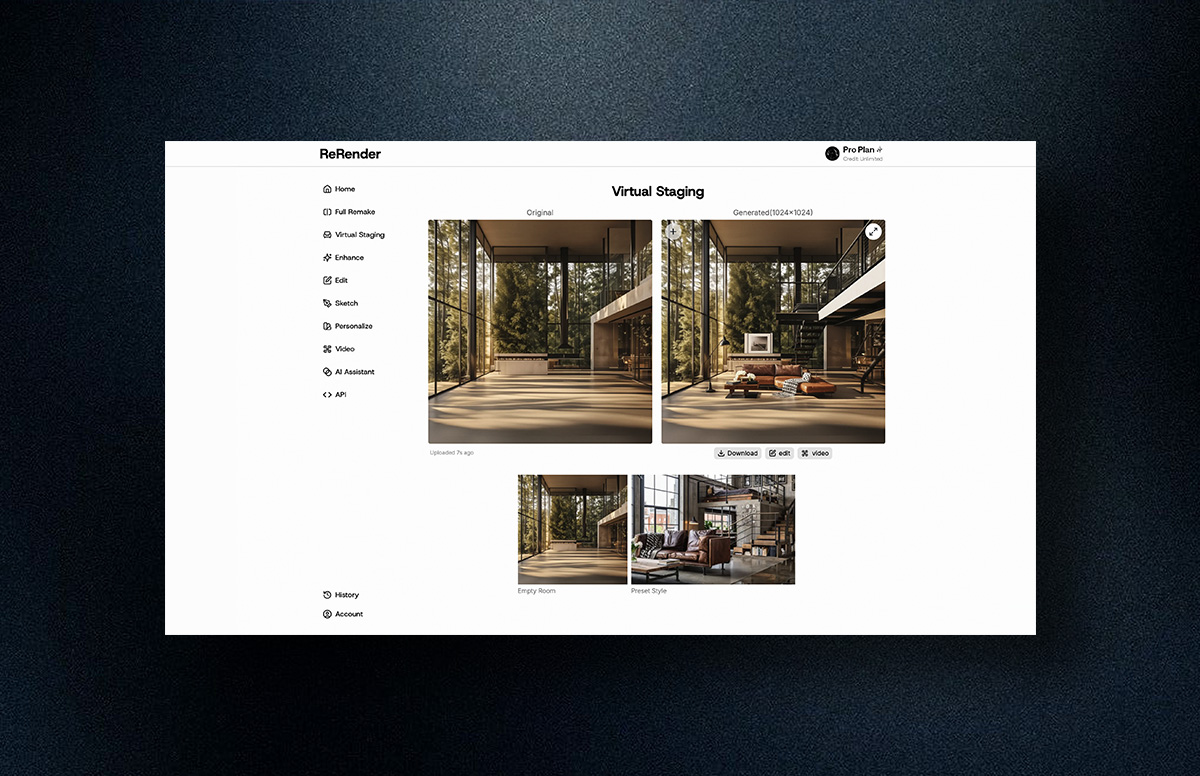 ReRender
Pro Plan
Credit: Unlimited
Home
Full Remake
Virtual Staging
Enhance
Edit
Sketch
Personalize
Video
AI Assistant
API
History
Account
Virtual Staging
Original
Generated(1024×1024)
Uploaded 7s ago
Download
edit
video
Empty Room
Preset Style